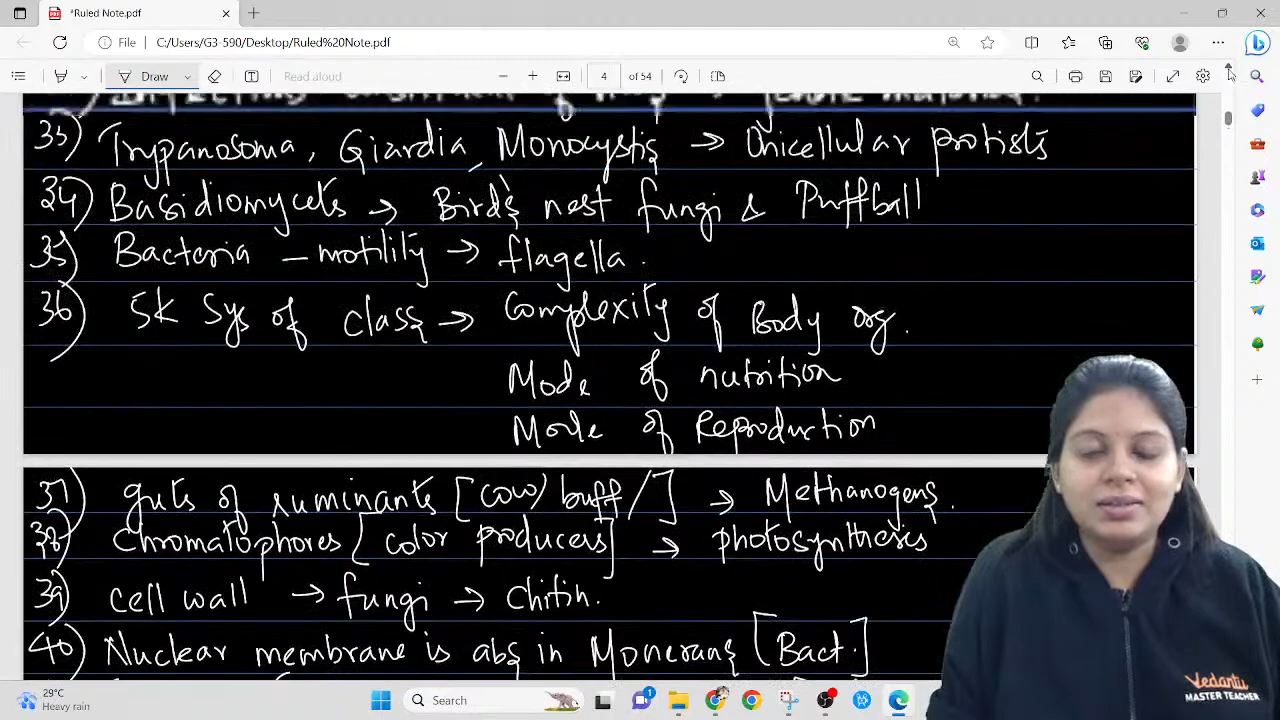 *Ruled Note.pdf
File C:/Users/G3-590/Desktop/Ruled%20Note.pdf
Draw Read aloud 4 of 54
33) Trypanosoma, Giardia, Monocystis → Unicellular protists
34) Basidiomycets → Bird's nest fungi & Puffball
35) Bacteria – motility → flagella.
36) 5K Sys of class → Complexity of Body org.
Mode of nutrition
Mode of Reproduction
37) guts of ruminants [cow/buff/] → Methanogens.
38) chromatophores [color producers] → photosynthesis
39) cell wall → fungi → chitin.
40) Nuclear membrane is abs in Monerans [Bact.]
Vedantu
MASTER TEACHER
29°C
Heavy rain
Search
1